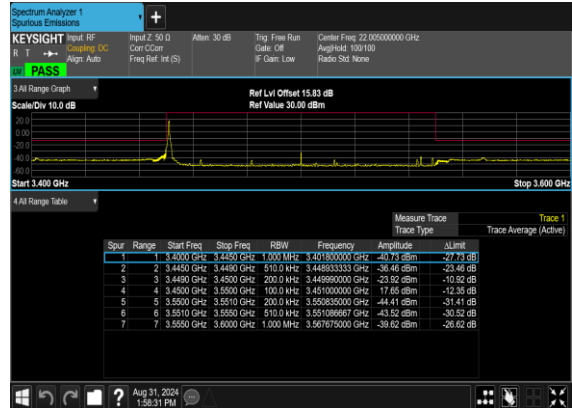 Spectrum Analyzer 1
Spurious Emissions
+
KEYSIGHT Input: RF Input Z: 50 Ω Atten: 30 dB Trig: Free Run Center Freq: 22.005000000 GHz
R T Coupling: DC Corr CCorr Gate: Off Avg|Hold: 100/100
Align: Auto Freq Ref: Int (S) IF Gain: Low Radio Std: None
PASS
3 All Range Graph
Ref Lvl Offset 15.83 dB
Scale/Div 10.0 dB Ref Value 30.00 dBm
20.0
0.00
-20.0
-40.0
-60.0
Start 3.400 GHz Stop 3.600 GHz
4 All Range Table
Measure Trace Trace 1
Trace Type Trace Average (Active)
Spur Range Start Freq Stop Freq RBW Frequency Amplitude ΔLimit
1 1 3.4000 GHz 3.4450 GHz 1.000 MHz 3.401800000 GHz -40.73 dBm -27.73 dB
2 2 3.4450 GHz 3.4490 GHz 510.0 kHz 3.448933333 GHz -36.46 dBm -23.46 dB
3 3 3.4490 GHz 3.4500 GHz 200.0 kHz 3.449990000 GHz -23.92 dBm -10.92 dB
4 4 3.4500 GHz 3.5500 GHz 100.0 kHz 3.451000000 GHz 17.65 dBm -12.35 dB
5 5 3.5500 GHz 3.5510 GHz 200.0 kHz 3.550835000 GHz -44.41 dBm -31.41 dB
6 6 3.5510 GHz 3.5550 GHz 510.0 kHz 3.551086667 GHz -43.52 dBm -30.52 dB
7 7 3.5550 GHz 3.6000 GHz 1.000 MHz 3.567675000 GHz -39.62 dBm -26.62 dB
? Aug 31, 2024
1:58:31 PM